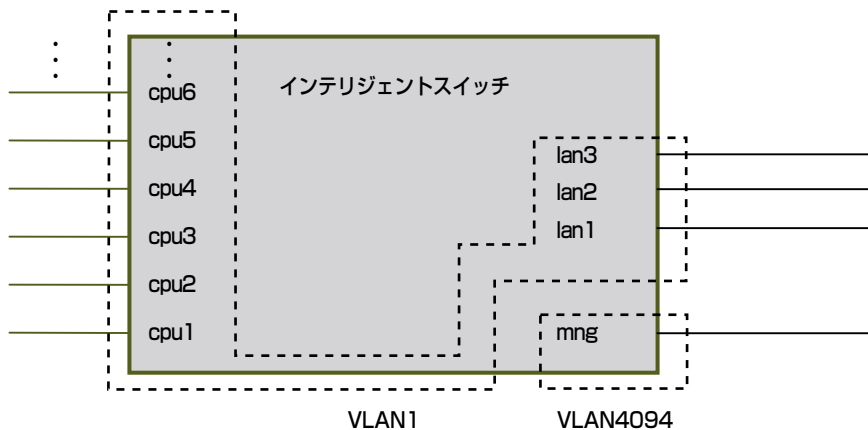 インテリジェントスイッチ
cpu6
cpu5
cpu4
cpu3
cpu2
cpu1
lan3
lan2
lan1
mng
VLAN1
VLAN4094